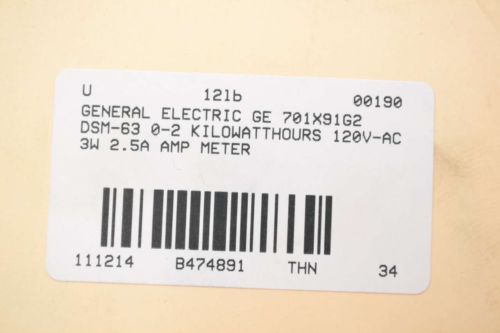 U 12lb 00190
GENERAL ELECTRIC GE 701X91G2
DSM-63 0-2 KILOWATTHOURS 120V-AC
3W 2.5A AMP METER
111214 B474891 THN 34